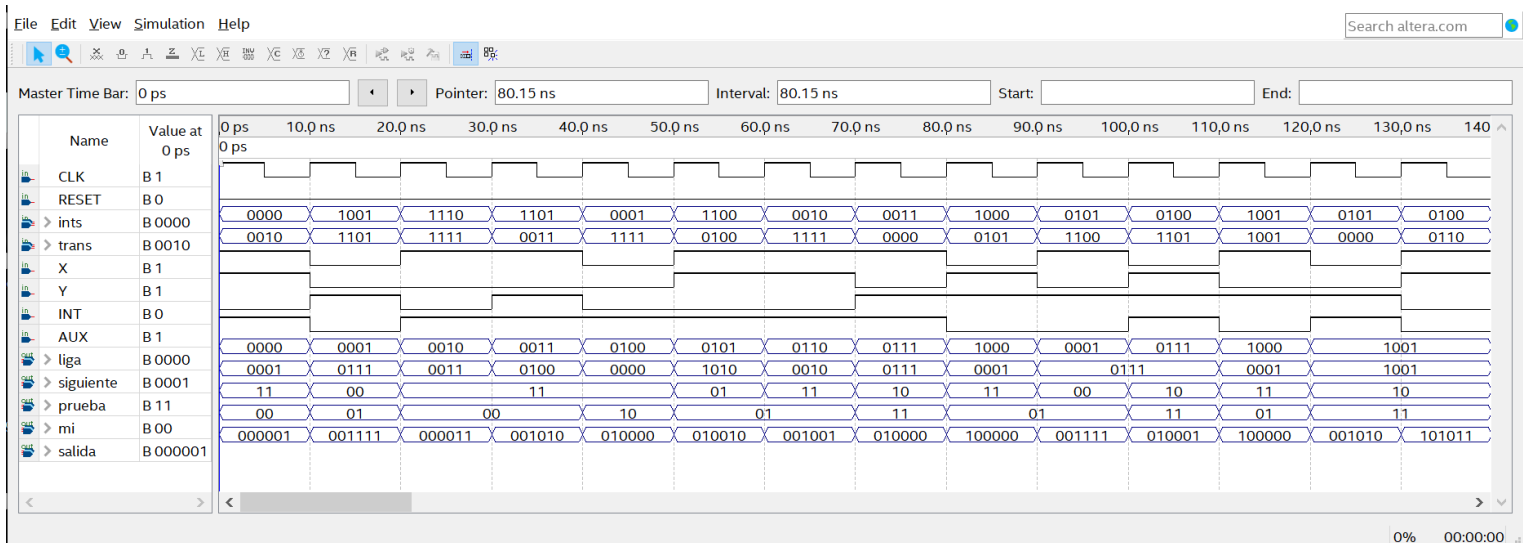 File Edit View Simulation Help
Search altera.com
Master Time Bar: 0 ps Pointer: 80.15 ns Interval: 80.15 ns Start: End:
Name Value at 0 ps
0 ps 10.0 ns 20.0 ns 30.0 ns 40.0 ns 50.0 ns 60.0 ns 70.0 ns 80.0 ns 90.0 ns 100.0 ns 110.0 ns 120.0 ns 130.0 ns 140
0 ps
CLK B 1
RESET B 0
ints B 0000 0000 1001 1110 1101 0001 1100 0010 0011 1000 0101 0100 1001 0101 0100
trans B 0010 0010 1101 1111 0011 1111 0100 1111 0000 0101 1100 1101 1001 0000 0110
X B 1
Y B 1
INT B 0
AUX B 1
liga B 0000 0000 0001 0010 0011 0100 0101 0110 0111 1000 0001 0111 1000 1001
siguiente B 0001 0001 0111 0011 0100 0000 1010 0010 0111 0001 0111 0001 1001
prueba B 11 11 00 11 01 11 10 11 00 10 11 10
mi B 00 00 01 00 10 01 11 01 11 01 11
salida B 000001 000001 001111 000011 001010 010000 010010 001001 010000 100000 001111 010001 100000 001010 101011
0% 00:00:00